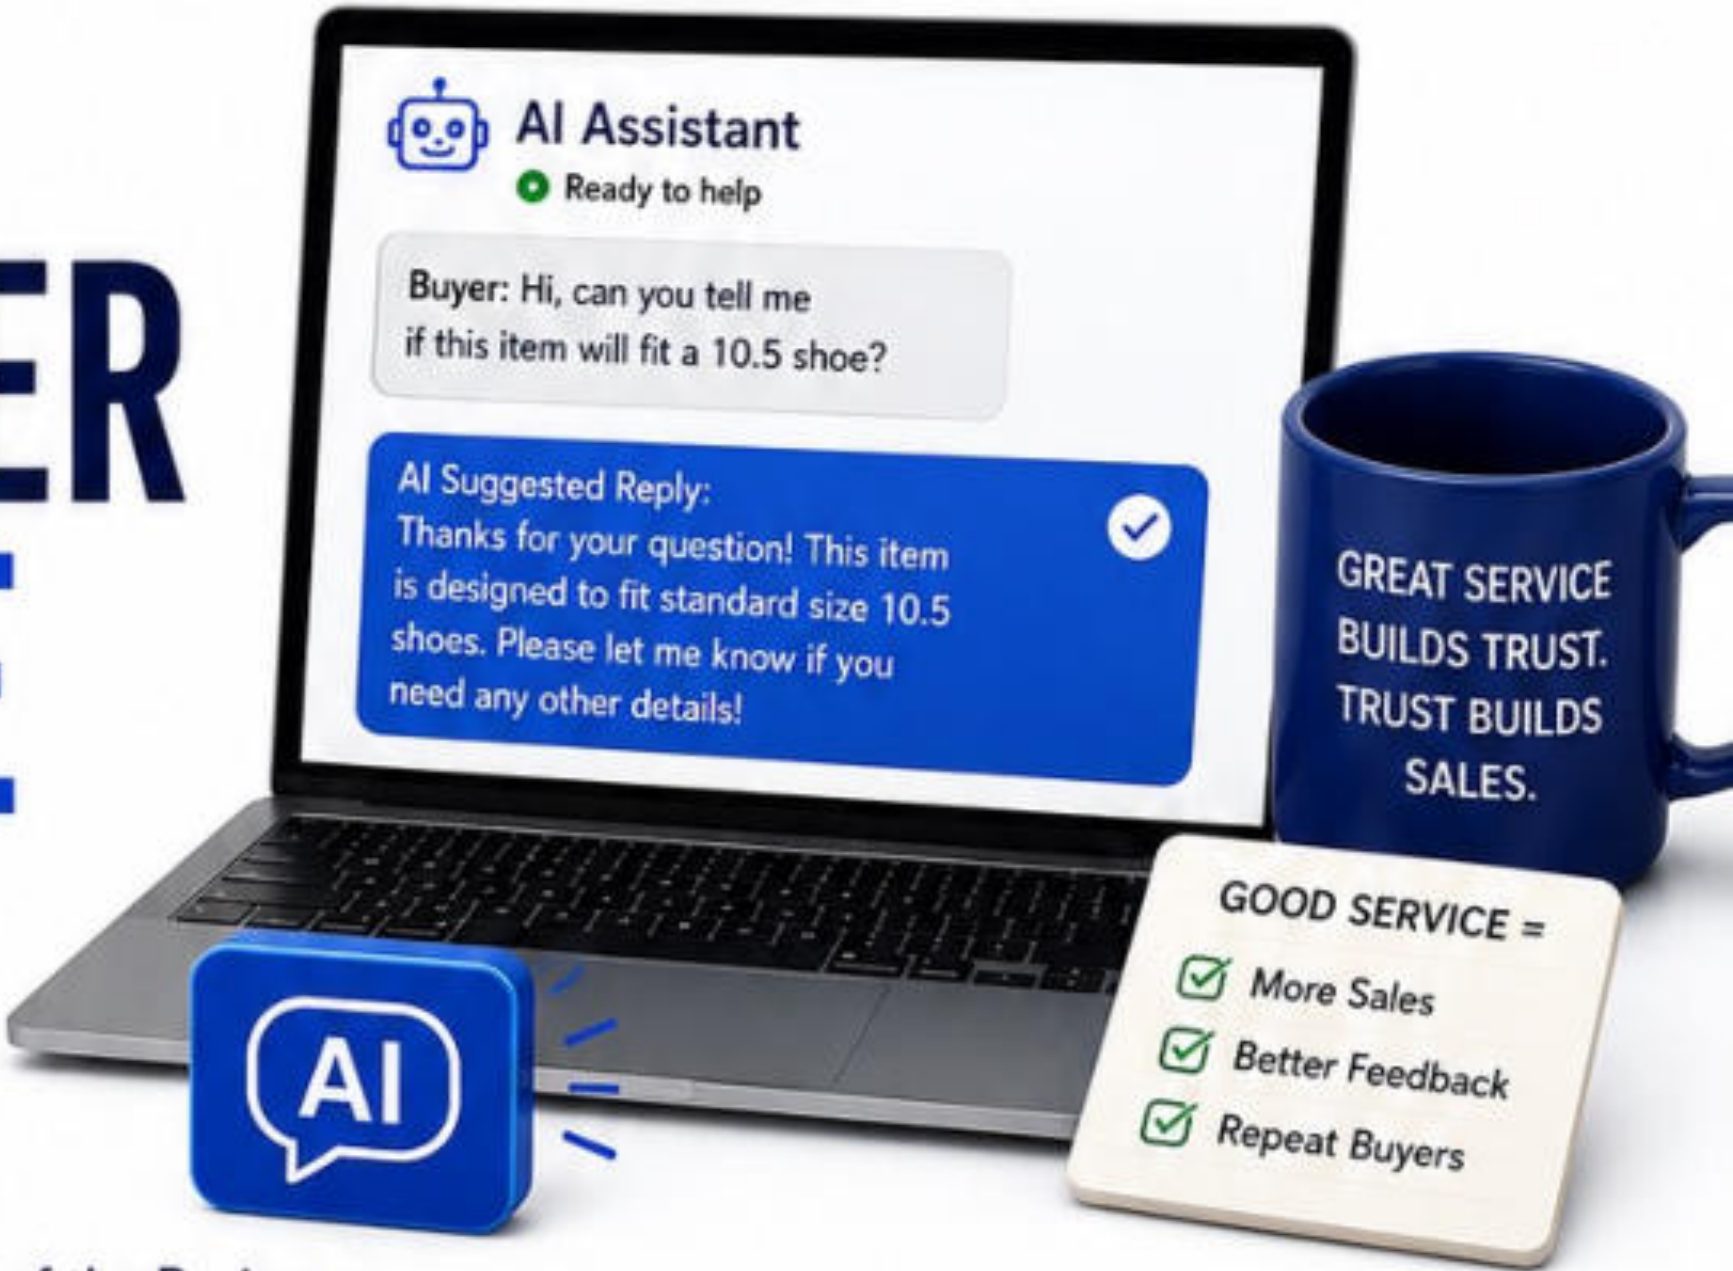 AI Assistant
Ready to help
Buyer: Hi, can you tell me
if this item will fit a 10.5 shoe?
AI Suggested Reply:
Thanks for your question! This item
is designed to fit standard size 10.5
shoes. Please let me know if you
need any other details!
ER
GREAT SERVICE
BUILDS TRUST.
TRUST BUILDS
SALES.
GOOD SERVICE =
More Sales
Better Feedback
Repeat Buyers
AI